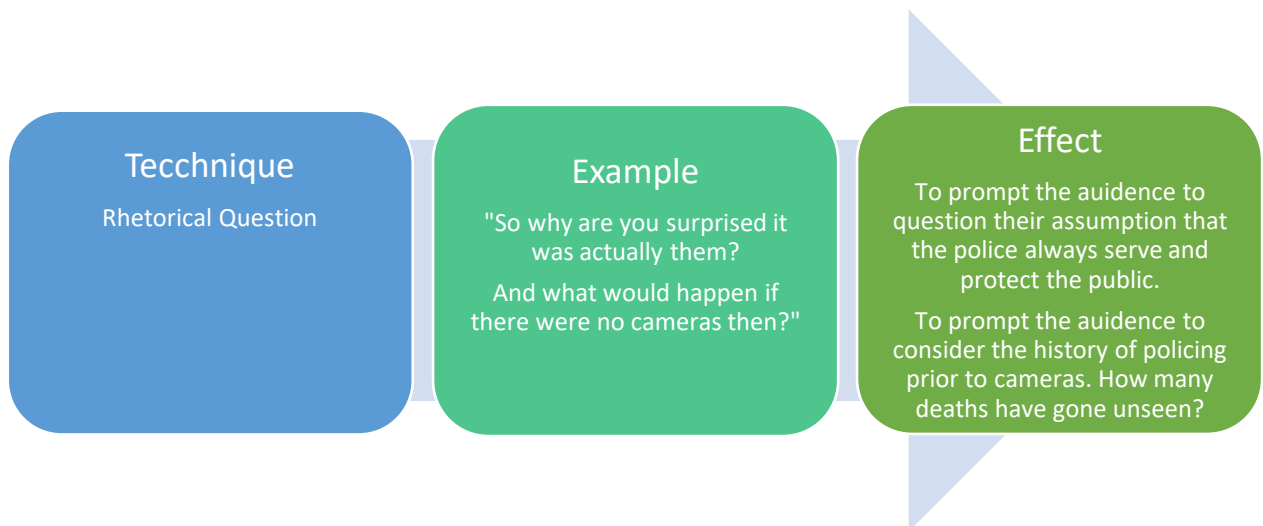 Tecchnique
Rhetorical Question
Example
"So why are you surprised it
was actually them?
And what would happen if
there were no cameras then?"
Effect
To prompt the auidence to
question their assumption that
the police always serve and
protect the public.
To prompt the auidence to
consider the history of policing
prior to cameras. How many
deaths have gone unseen?